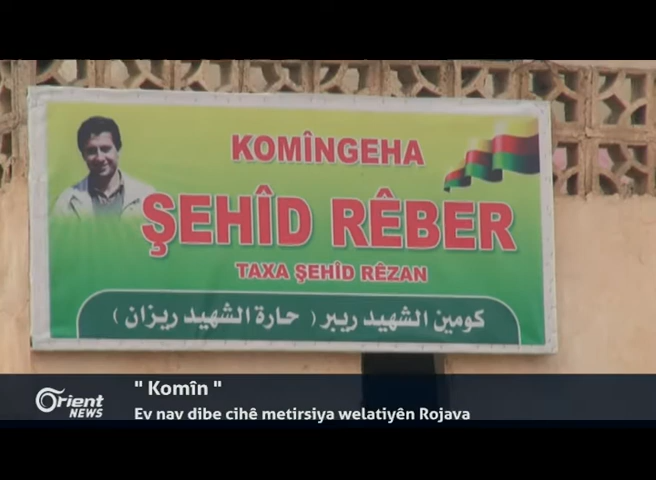 KOMÎNGEHA
ŞEHÎD RÊBER
TAXA ŞEHÎD RÊZAN
كومين الشهيد ريبر ( حارة الشهيد ريزان )
" Komîn "
Orient NEWS
Ev nav dibe cihê metirsiya welatiyên Rojava